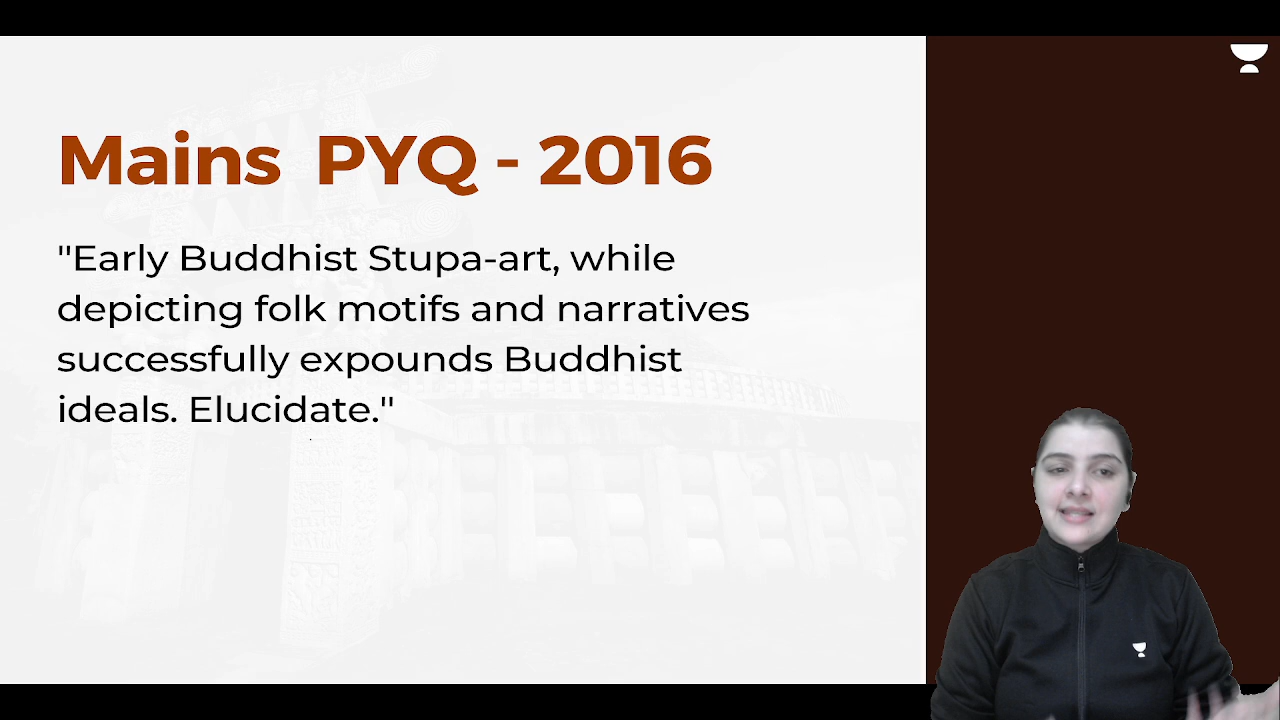 Mains PYQ - 2016
"Early Buddhist Stupa-art, while
depicting folk motifs and narratives
successfully expounds Buddhist
ideals. Elucidate."